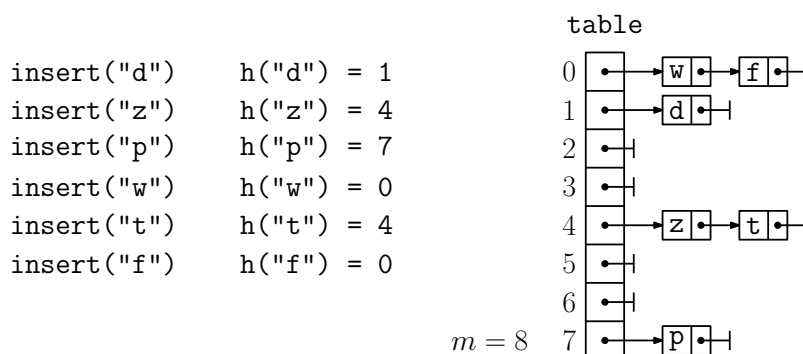 table
insert("d") h("d") = 1
insert("z") h("z") = 4
insert("p") h("p") = 7
insert("w") h("w") = 0
insert("t") h("t") = 4
insert("f") h("f") = 0
0 w f
1 d
2
3
4 z t
5
6
m = 8 7 p